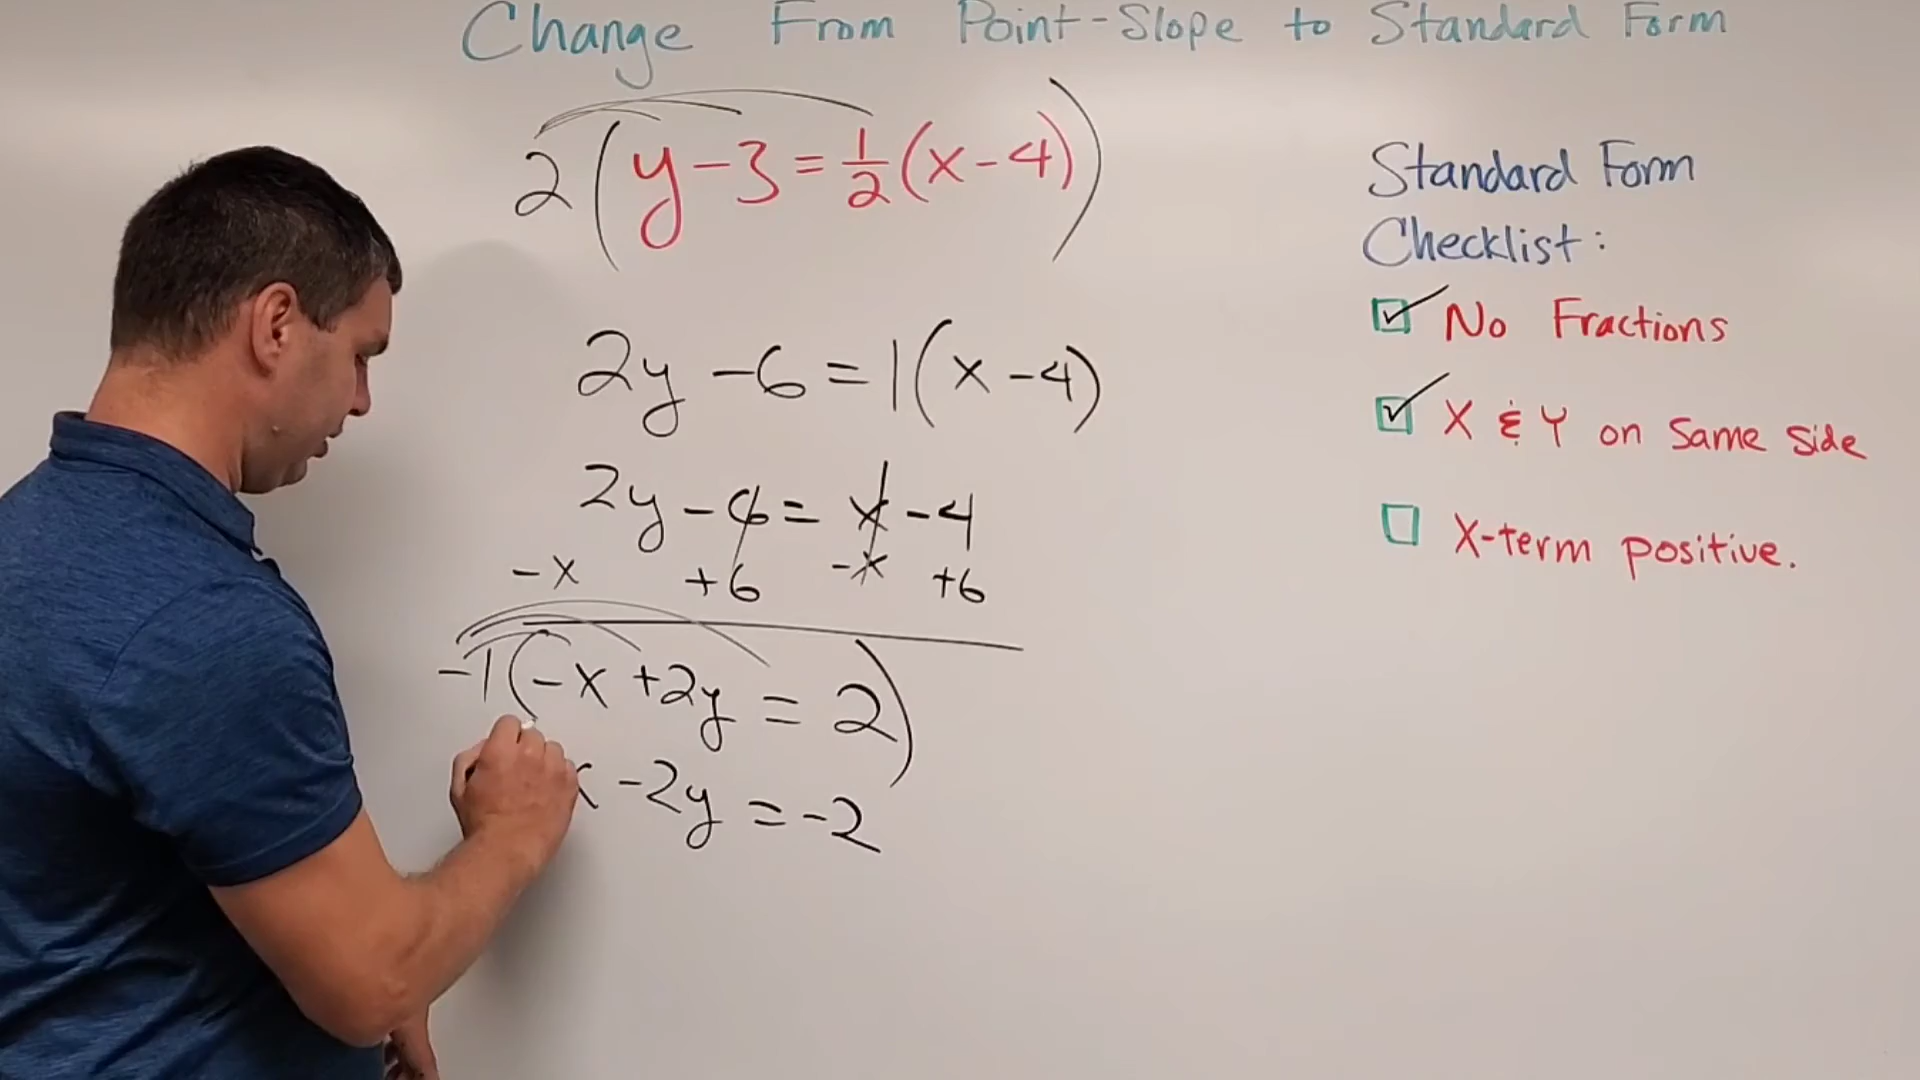 Change From Point-Slope to Standard Form
2(y-3=1/2(x-4))
2y-6=1(x-4)
2y-6=x-4
-x +6 -x +6
-1(-x+2y=2)
x-2y=-2
Standard Form
Checklist:
No Fractions
X & Y on Same Side
X-term positive.